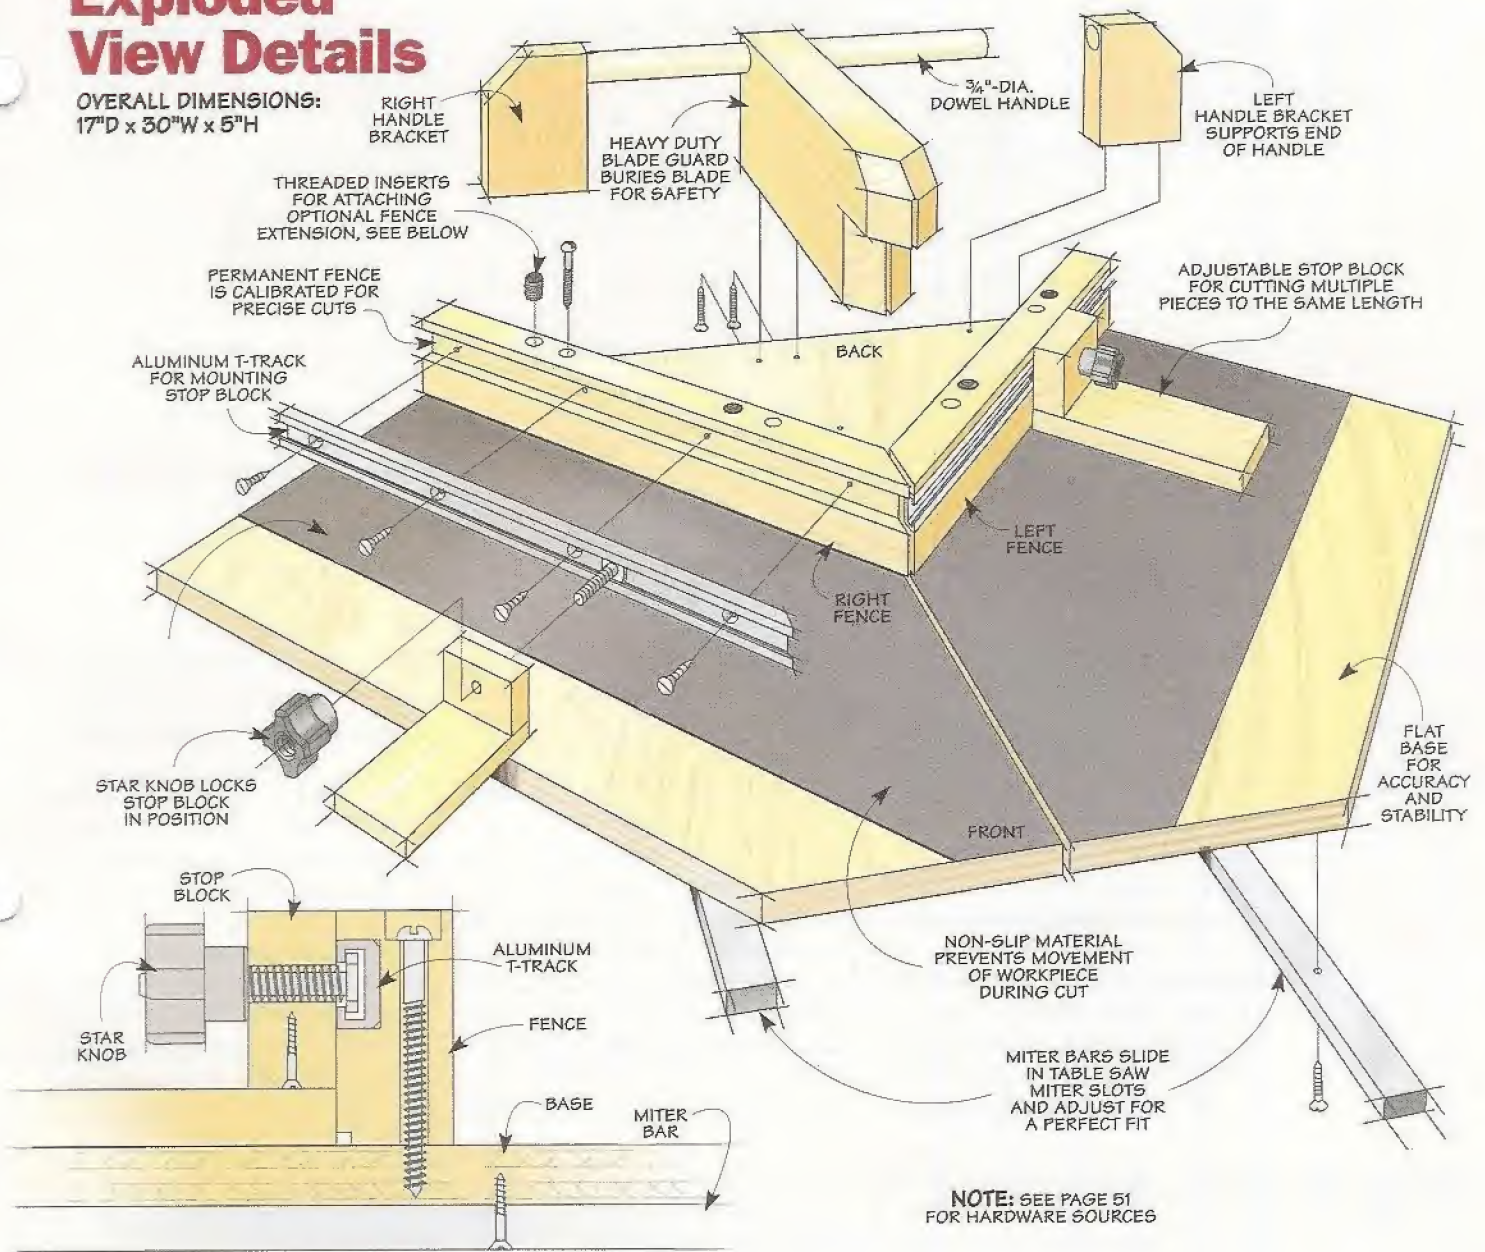 Exploded
View Details
OVERALL DIMENSIONS:
17"D x 30"W x 5"H
RIGHT
HANDLE
BRACKET
HEAVY DUTY
BLADE GUARD
BURIES BLADE
FOR SAFETY
3/4"-DIA.
DOWEL HANDLE
LEFT
HANDLE BRACKET
SUPPORTS END
OF HANDLE
THREADED INSERTS
FOR ATTACHING
OPTIONAL FENCE
EXTENSION, SEE BELOW
PERMANENT FENCE
IS CALIBRATED FOR
PRECISE CUTS
ADJUSTABLE STOP BLOCK
FOR CUTTING MULTIPLE
PIECES TO THE SAME LENGTH
ALUMINUM T-TRACK
FOR MOUNTING
STOP BLOCK
BACK
LEFT
FENCE
RIGHT
FENCE
FLAT
BASE
FOR
ACCURACY
AND
STABILITY
STAR KNOB LOCKS
STOP BLOCK
IN POSITION
FRONT
STOP
BLOCK
ALUMINUM
T-TRACK
NON-SLIP MATERIAL
PREVENTS MOVEMENT
OF WORKPIECE
DURING CUT
STAR
KNOB
FENCE
BASE
MITER
BAR
MITER BARS SLIDE
IN TABLE SAW
MITER SLOTS
AND ADJUST FOR
A PERFECT FIT
NOTE: SEE PAGE 51
FOR HARDWARE SOURCES